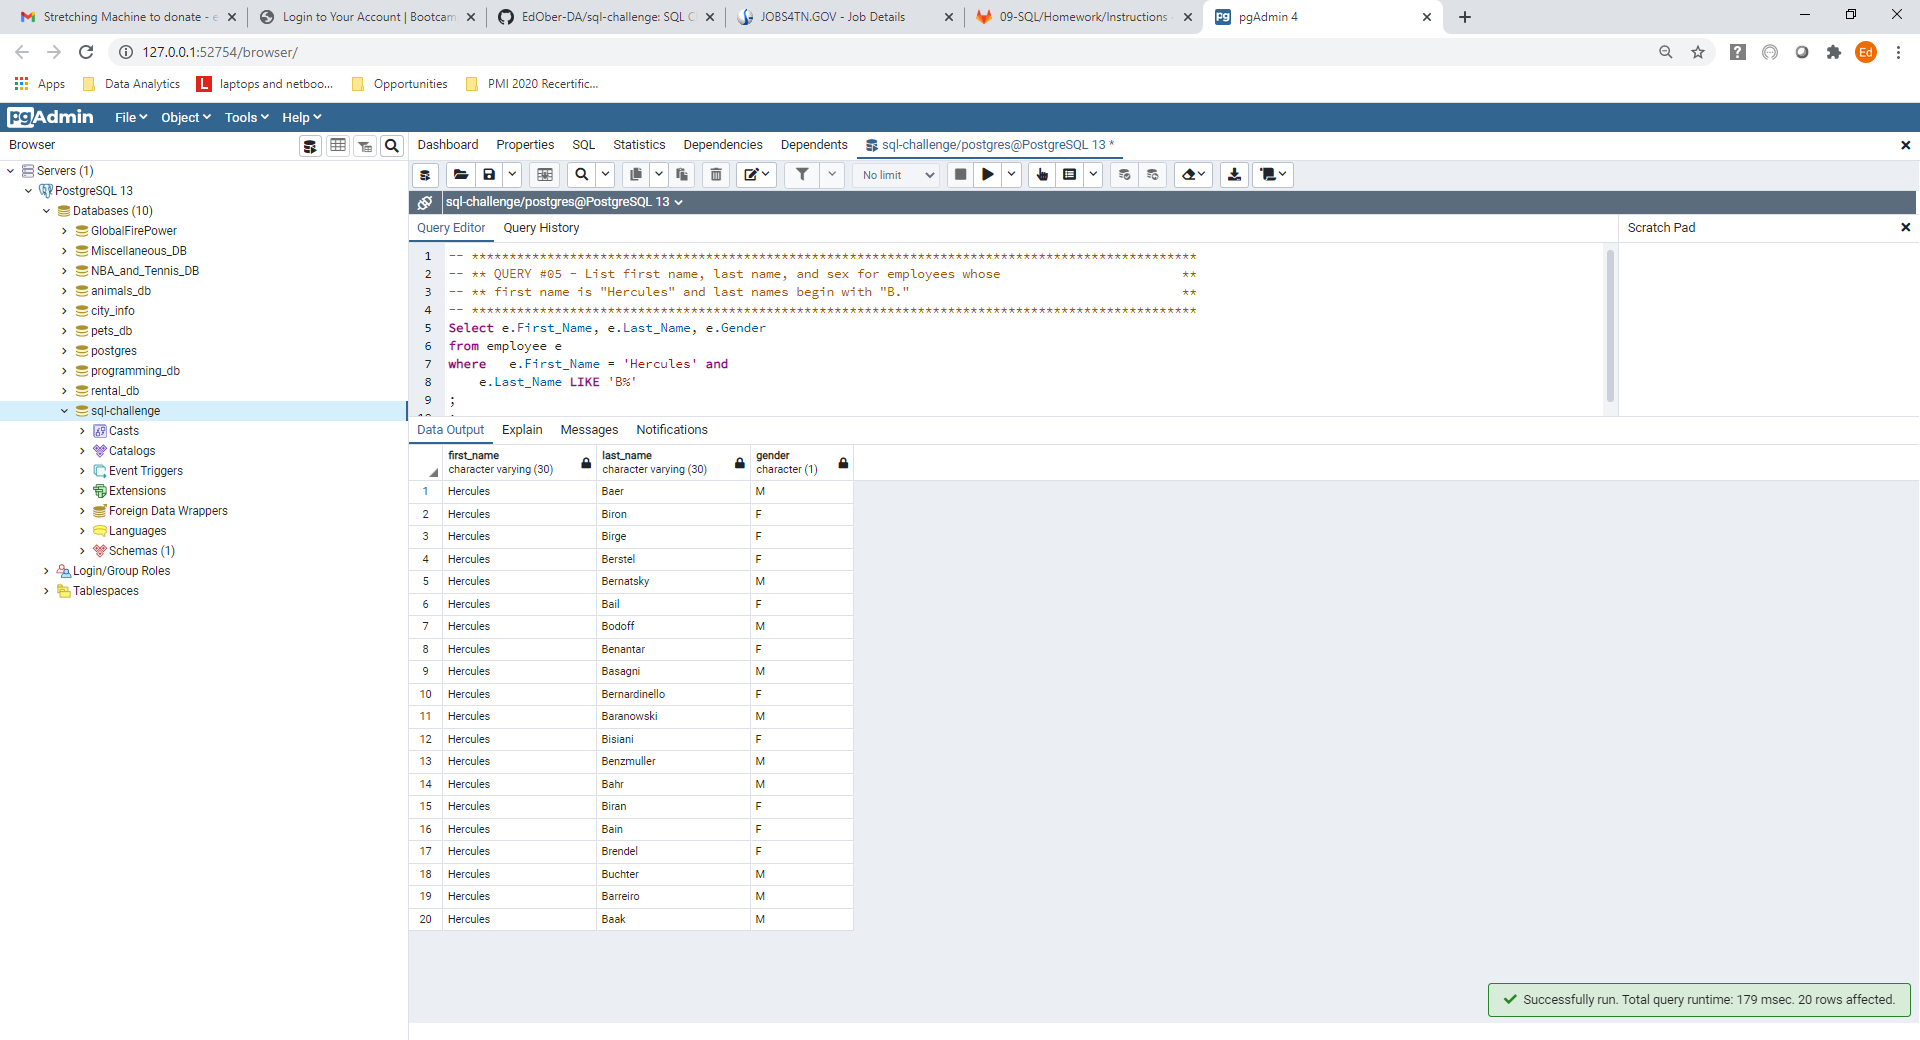 Stretching Machine to donate - e
Login to Your Account | Bootcam
EdOber-DA/sql-challenge: SQL C
JOBS4TN.GOV - Job Details
09-SQL/Homework/Instructions
pgAdmin 4
127.0.0.1:52754/browser/
Ed
Apps
Data Analytics
L laptops and netboo...
Opportunities
PMI 2020 Recertific...
pgAdmin
File
Object
Tools
Help
Browser
Dashboard
Properties
SQL
Statistics
Dependencies
Dependents
sql-challenge/postgres@PostgreSQL 13 *
No limit
sql-challenge/postgres@PostgreSQL 13
Servers (1)
PostgreSQL 13
Databases (10)
GlobalFirePower
Miscellaneous_DB
NBA_and_Tennis_DB
animals_db
city_info
pets_db
postgres
programming_db
rental_db
sql-challenge
Casts
Catalogs
Event Triggers
Extensions
Foreign Data Wrappers
Languages
Schemas (1)
Login/Group Roles
Tablespaces
Query Editor
Query History
Scratch Pad
1 -- ************************************************************************************************
2 -- ** QUERY #05 - List first name, last name, and sex for employees whose **
3 -- ** first name is "Hercules" and last names begin with "B." **
4 -- ************************************************************************************************
5 Select e.First_Name, e.Last_Name, e.Gender
6 from employee e
7 where e.First_Name = 'Hercules' and
8 e.Last_Name LIKE 'B%'
9 ;
Data Output
Explain
Messages
Notifications
first_name last_name gender
character varying (30) character varying (30) character (1)
1 Hercules Baer M
2 Hercules Biron F
3 Hercules Birge F
4 Hercules Berstel F
5 Hercules Bernatsky M
6 Hercules Bail F
7 Hercules Bodoff M
8 Hercules Benantar F
9 Hercules Basagni M
10 Hercules Bernardinello F
11 Hercules Baranowski M
12 Hercules Bisiani F
13 Hercules Benzmuller M
14 Hercules Bahr M
15 Hercules Biran F
16 Hercules Bain F
17 Hercules Brendel F
18 Hercules Buchter M
19 Hercules Barreiro M
20 Hercules Baak M
Successfully run. Total query runtime: 179 msec. 20 rows affected.